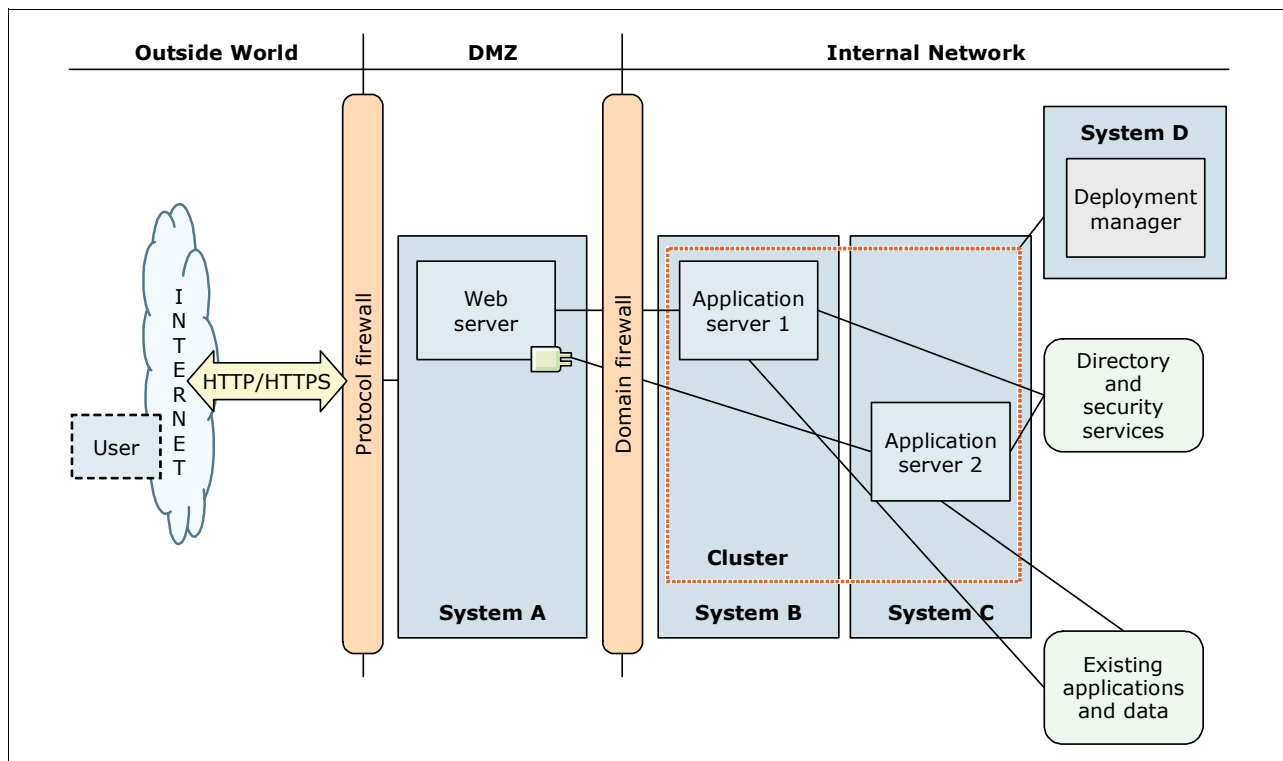 Outside World
DMZ
Internal Network
System D
Deployment
manager
INTERNET
HTTP/HTTPS
User
Protocol firewall
Web
server
System A
Domain firewall
Application
server 1
Application
server 2
Cluster
System B
System C
Directory
and
security
services
Existing
applications
and data